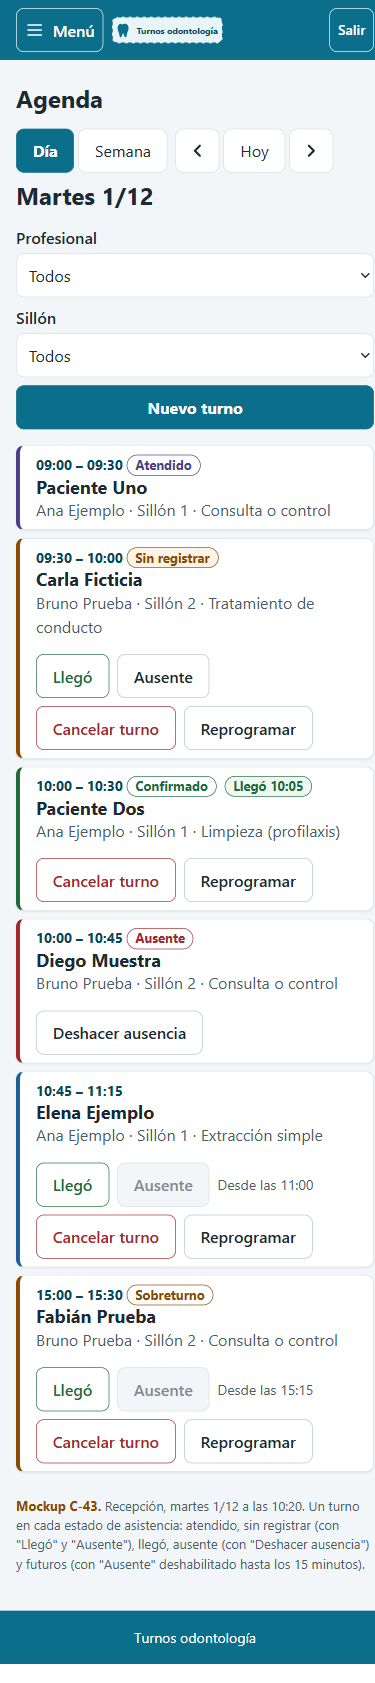 Menú
Turnos odontología
Salir
Agenda
Día
Semana
Hoy
Martes 1/12
Profesional
Todos
Sillón
Todos
Nuevo turno
09:00 – 09:30 Atendido
Paciente Uno
Ana Ejemplo · Sillón 1 · Consulta o control
09:30 – 10:00 Sin registrar
Carla Ficticia
Bruno Prueba · Sillón 2 · Tratamiento de
conducto
Llegó Ausente
Cancelar turno Reprogramar
10:00 – 10:30 Confirmado Llegó 10:05
Paciente Dos
Ana Ejemplo · Sillón 1 · Limpieza (profilaxis)
Cancelar turno Reprogramar
10:00 – 10:45 Ausente
Diego Muestra
Bruno Prueba · Sillón 2 · Consulta o control
Deshacer ausencia
10:45 – 11:15
Elena Ejemplo
Ana Ejemplo · Sillón 1 · Extracción simple
Llegó Ausente Desde las 11:00
Cancelar turno Reprogramar
15:00 – 15:30 Sobreturno
Fabián Prueba
Bruno Prueba · Sillón 2 · Consulta o control
Llegó Ausente Desde las 15:15
Cancelar turno Reprogramar
Mockup C-43. Recepción, martes 1/12 a las 10:20. Un turno
en cada estado de asistencia: atendido, sin registrar (con
"Llegó" y "Ausente"), llegó, ausente (con "Deshacer ausencia")
y futuros (con "Ausente" deshabilitado hasta los 15 minutos).
Turnos odontología